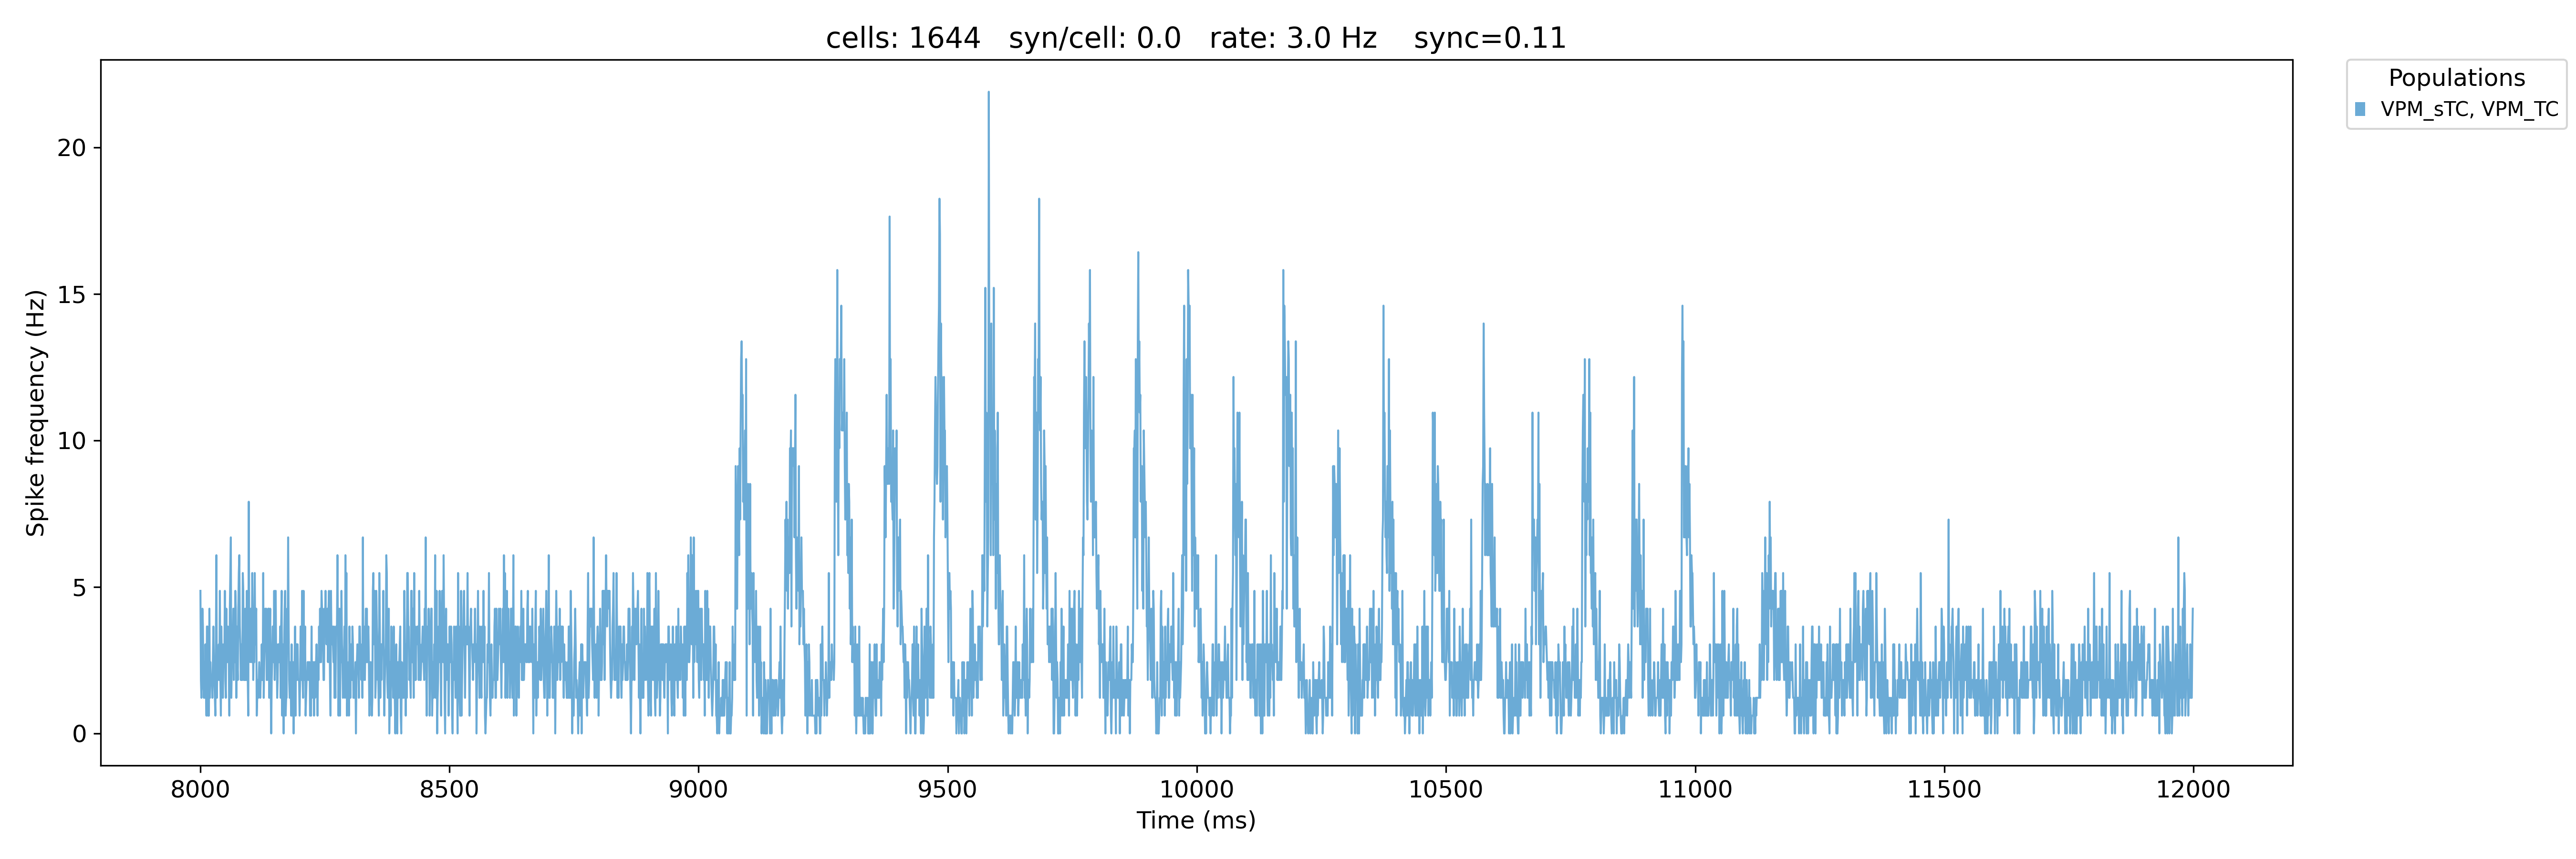 cells: 1644   syn/cell: 0.0   rate: 3.0 Hz    sync=0.11
Populations
VPM_sTC, VPM_TC
Spike frequency (Hz)
20
15
10
5
0
8000
8500
9000
9500
10000
10500
11000
11500
12000
Time (ms)